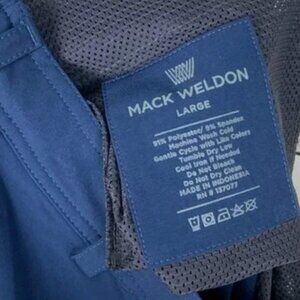 MACK WELDON
LARGE
91% Polyester/ 9% Spandex
Machine Wash Cold
Gentle Cycle with Like Colors
Tumble Dry Low
Cool Iron if Needed
Do Not Bleach
Do Not Dry Clean
MADE IN INDONESIA
RN # 137077